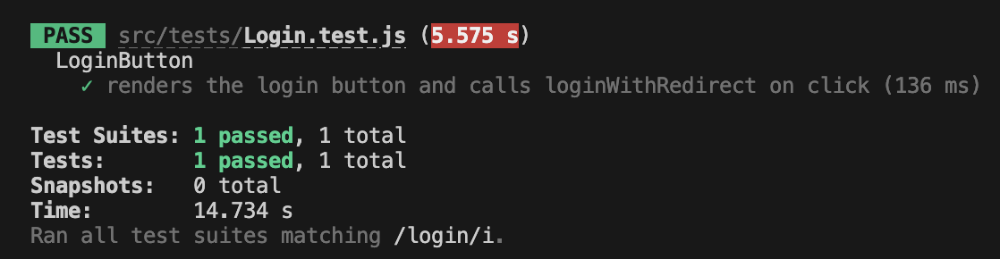 PASS src/tests/Login.test.js (5.575 s)
LoginButton
✓ renders the login button and calls loginWithRedirect on click (136 ms)
Test Suites: 1 passed, 1 total
Tests: 1 passed, 1 total
Snapshots: 0 total
Time: 14.734 s
Ran all test suites matching /login/i.